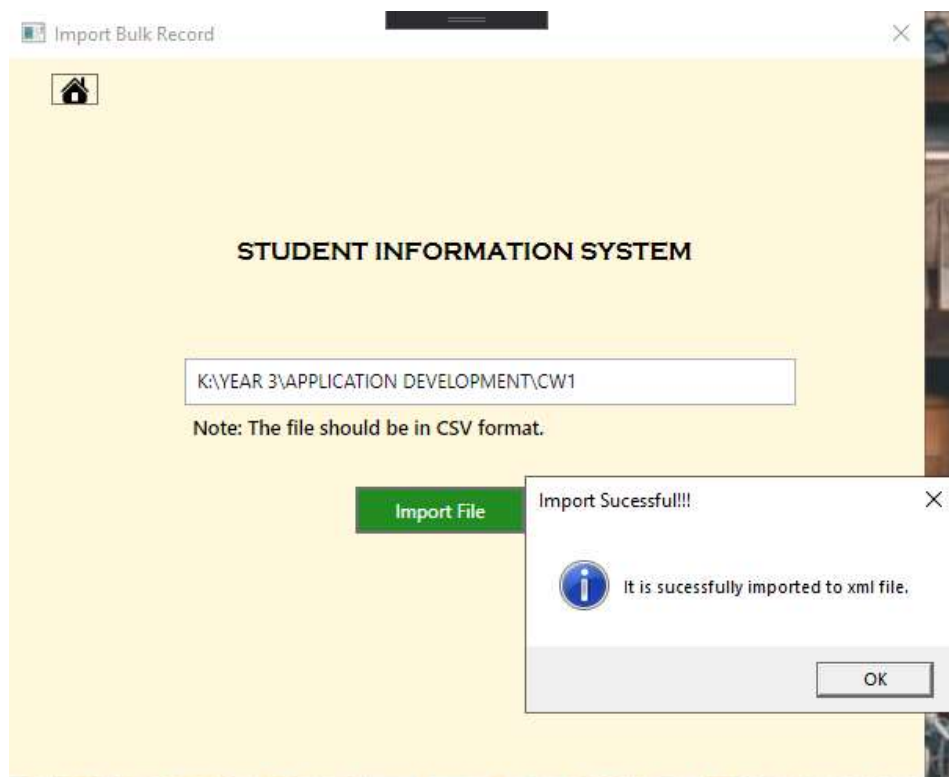 Import Bulk Record
STUDENT INFORMATION SYSTEM
K:\YEAR 3\APPLICATION DEVELOPMENT\CW1
Note: The file should be in CSV format.
Import File
Import Sucessful!!!
It is sucessfully imported to xml file.
OK